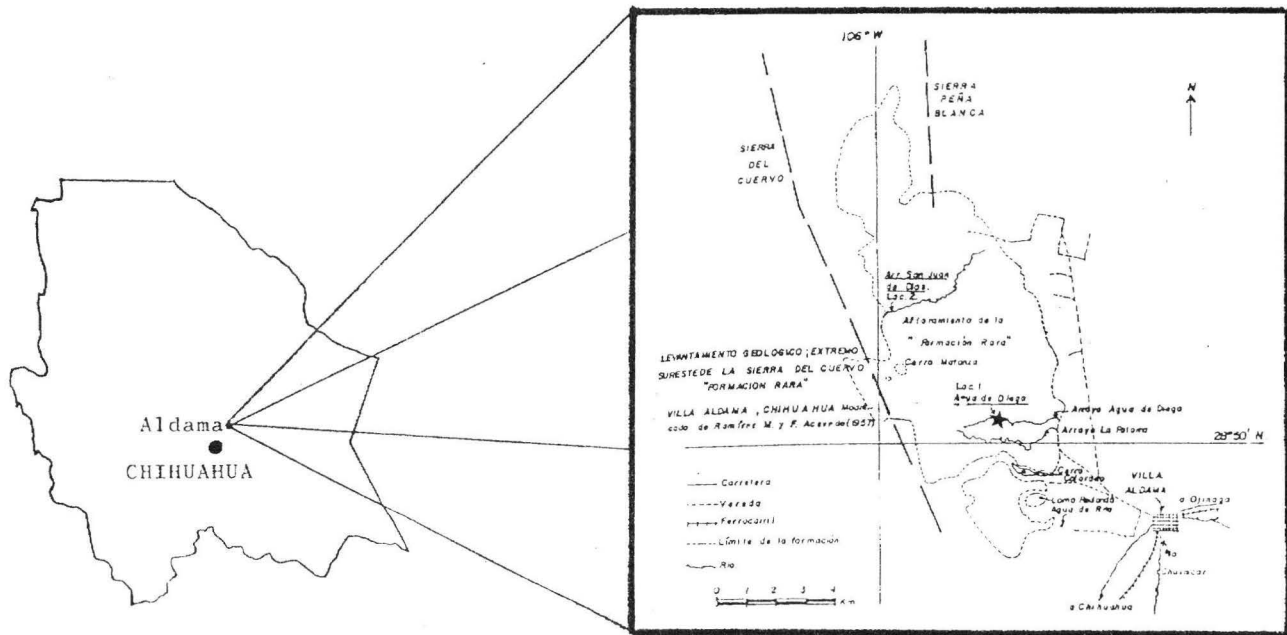 Aldama
CHIHUAHUA
106° W
N
SIERRA
PEÑA
BLANCA
SIERRA
DEL
CUERVO
Arr. San Juan
de Dios.
Loc. 2
Afloramiento de la
"Formación Rara"
Cerro Matanza
LEVANTAMIENTO GEOLOGICO; EXTREMO
SURESTE DE LA SIERRA DEL CUERVO
"FORMACION RARA"
VILLA ALDAMA, CHIHUAHUA
de Ramírez M. y F. Acevedo (1957)
Loc. 1
Agua de Diego
Arroyo Agua de Diego
Arroyo La Paloma
28°50' N
Cerro
Colorado
Loma Redonda
Agua de
VILLA
ALDAMA
a Ojinaga
Carretera
Vereda
Ferrocarril
Límite de la formación
Río
0 1 2 3 4
Km
Río
Chuviscar
a Chihuahua